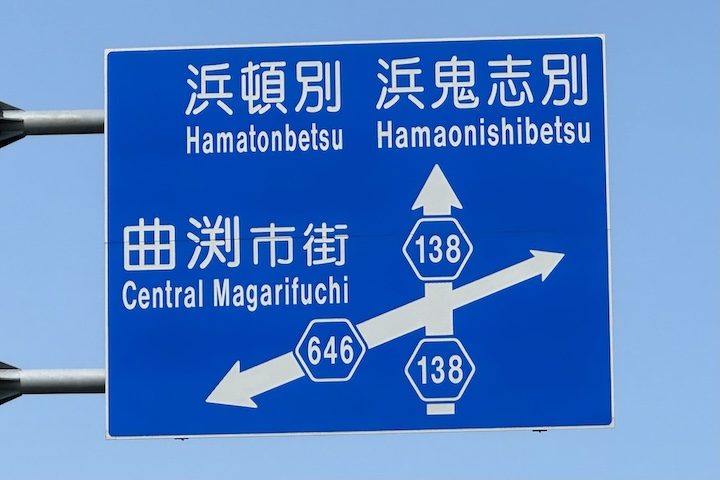 浜頓別 浜鬼志別
Hamatonbetsu Hamaonishibetsu
138
曲渕市街
Central Magarifuchi
646
138